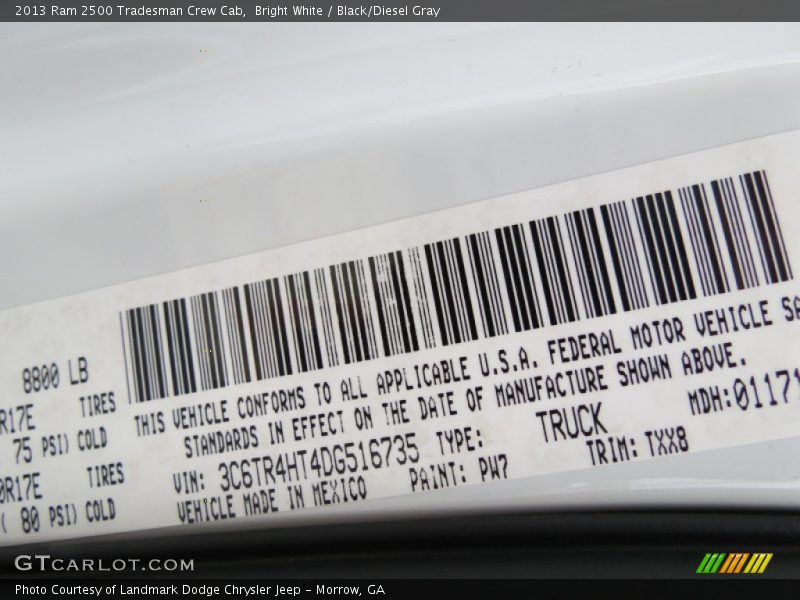 2013 Ram 2500 Tradesman Crew Cab,  Bright White / Black/Diesel Gray
8800 LB
R17E TIRES
75 PSI) COLD
0R17E TIRES
( 80 PSI) COLD
THIS VEHICLE CONFORMS TO ALL APPLICABLE U.S.A. FEDERAL MOTOR VEHICLE SA
STANDARDS IN EFFECT ON THE DATE OF MANUFACTURE SHOWN ABOVE.
VIN: 3C6TR4HT4DG516735 TYPE: TRUCK MDH:01171
VEHICLE MADE IN MEXICO PAINT: PW7 TRIM: TXX8
GTCARLOT.COM
Photo Courtesy of Landmark Dodge Chrysler Jeep – Morrow, GA